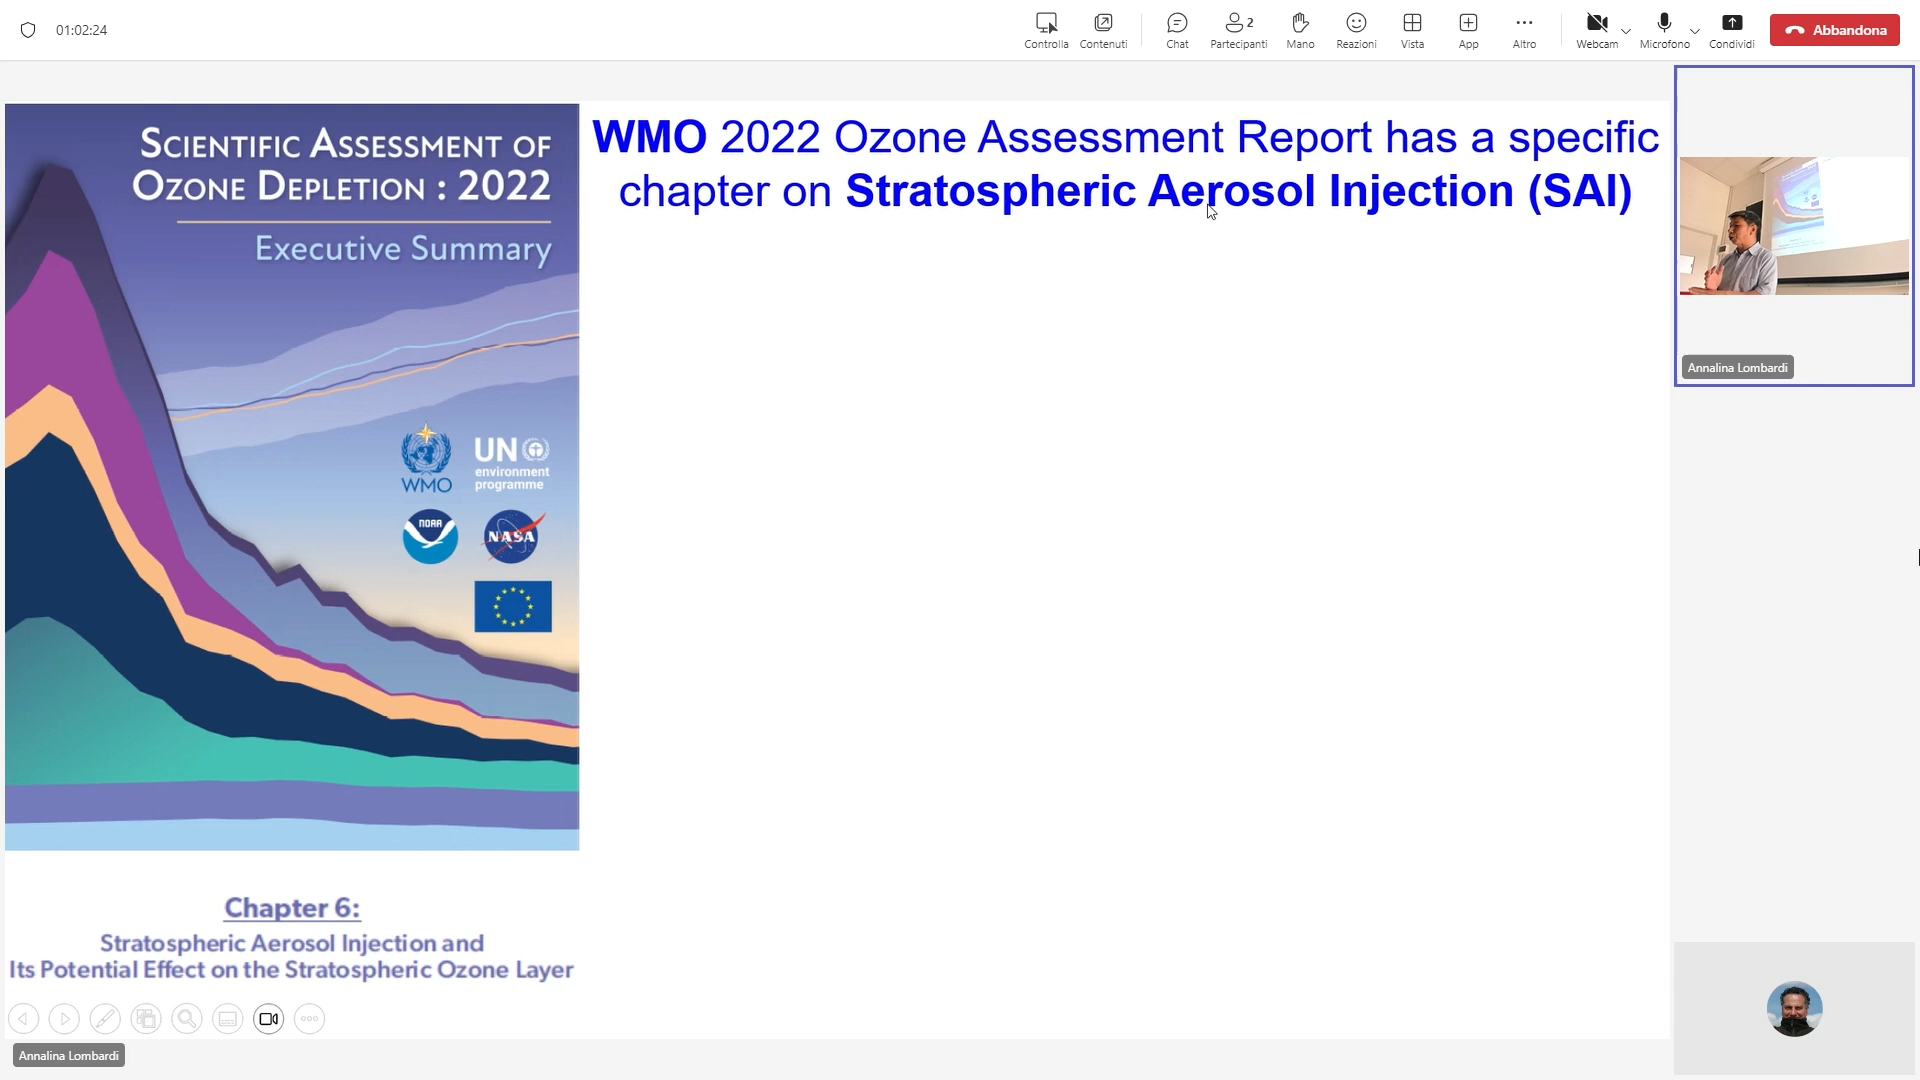 01:02:24
Controlla
Contenuti
Chat
2
Partecipanti
Mano
Reazioni
Vista
App
Altro
Webcam
Microfono
Condividi
Abbandona
SCIENTIFIC ASSESSMENT OF
OZONE DEPLETION : 2022
Executive Summary
WMO
UN
environment
programme
NOAA
NASA
WMO 2022 Ozone Assessment Report has a specific
chapter on Stratospheric Aerosol Injection (SAI)
Chapter 6:
Stratospheric Aerosol Injection and
Its Potential Effect on the Stratospheric Ozone Layer
Annalina Lombardi
Annalina Lombardi